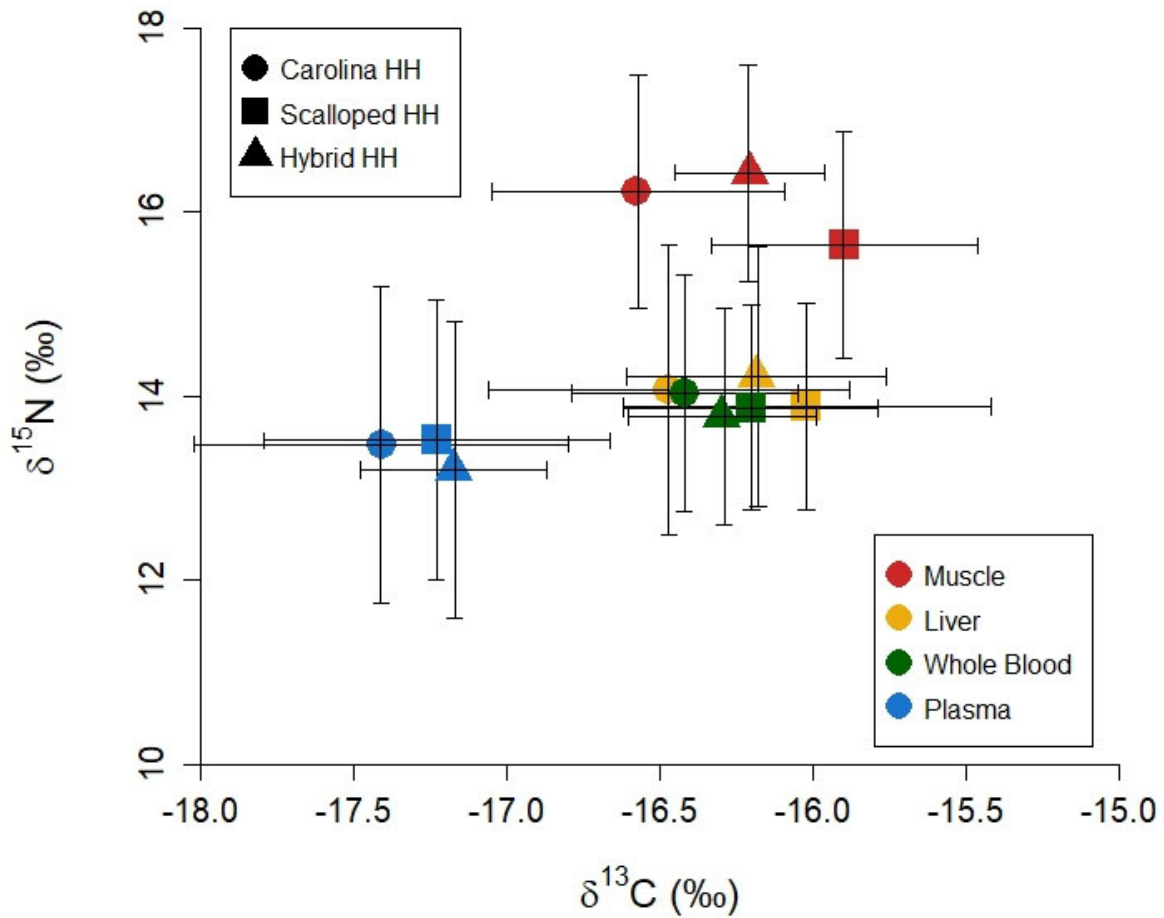 Carolina HH
Scalloped HH
Hybrid HH
18
16
14
12
10
δ¹⁵N (‰)
Muscle
Liver
Whole Blood
Plasma
-18.0 -17.5 -17.0 -16.5 -16.0 -15.5 -15.0
δ¹³C (‰)